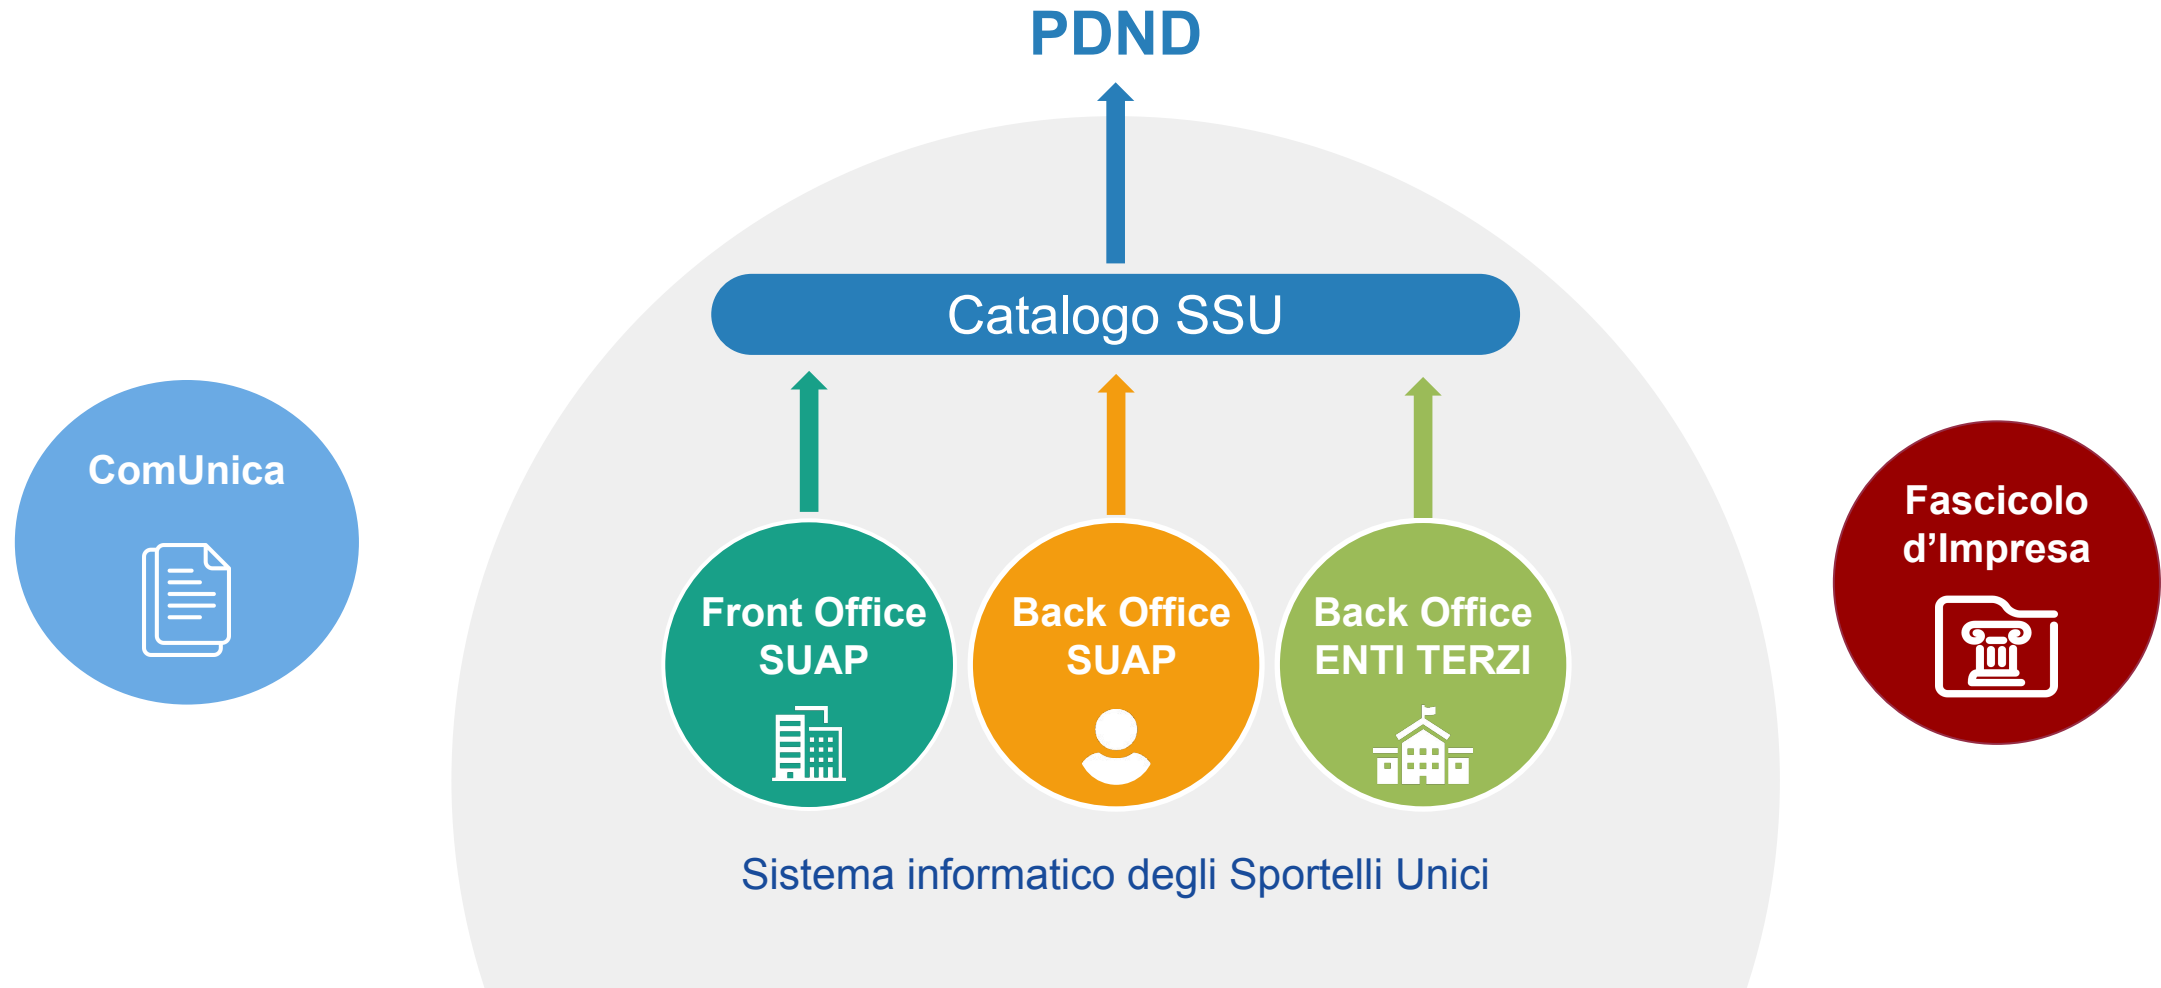 PDND
Catalogo SSU
ComUnica
Fascicolo
d’Impresa
Front Office
SUAP
Back Office
SUAP
Back Office
ENTI TERZI
Sistema informatico degli Sportelli Unici